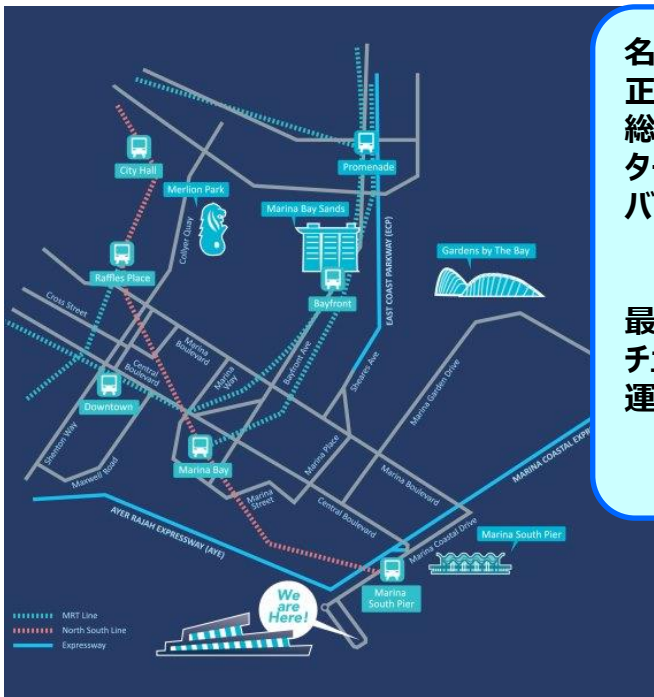 City Hall
Promenade
Merlion Park
Marina Bay Sands
Collyer Quay
EAST COAST PARKWAY (ECP)
Gardens by The Bay
Raffles Place
Bayfront
Cross Street
Marina
Boulevard
Central
Boulevard
Marina
Way
Bayfront Ave
Sheares Ave
Marina Garden Drive
Downtown
Shenton Way
Maxwell Road
Marina Bay
Marina Place
Marina
Street
Marina Boulevard
Central Boulevard
MARINA COASTAL EXP
AYER RAJAH EXPRESSWAY (AYE)
Marina Coastal Drive
Marina South Pier
Marina
South Pier
We
are
Here!
MRT Line
North South Line
Expressway
名
正
総
ター
バ
最
チェ
運